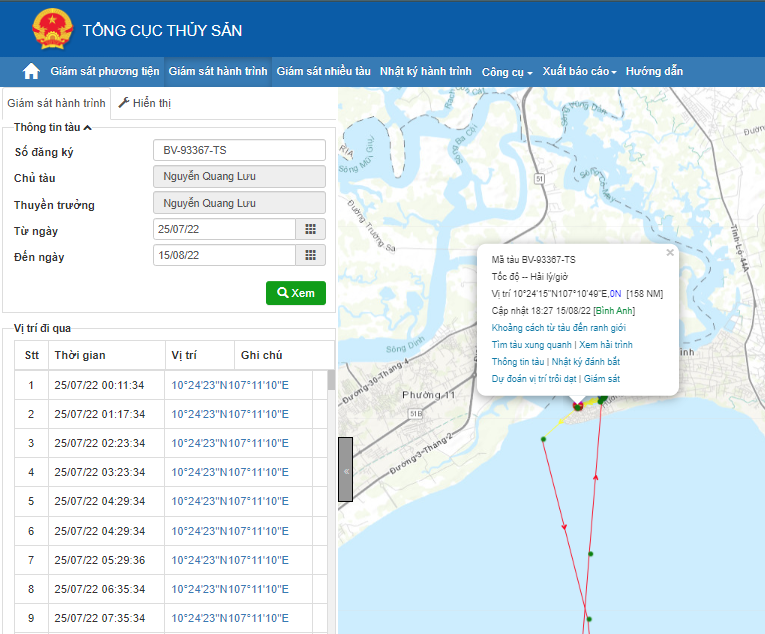 TỔNG CỤC THỦY SẢN
Giám sát phương tiện Giám sát hành trình Giám sát nhiều tàu Nhật ký hành trình Công cụ Xuất báo cáo Hướng dẫn
Giám sát hành trình Hiển thị
Thông tin tàu
Số đăng ký BV-93367-TS
Chủ tàu Nguyễn Quang Lưu
Thuyền trưởng Nguyễn Quang Lưu
Từ ngày 25/07/22
Đến ngày 15/08/22
Xem
Vị trí đi qua
Stt Thời gian Vị trí Ghi chú
1 25/07/22 00:11:34 10°24'23"N107°11'10"E
2 25/07/22 01:17:34 10°24'23"N107°11'10"E
3 25/07/22 02:23:34 10°24'23"N107°11'10"E
4 25/07/22 03:23:34 10°24'23"N107°11'10"E
5 25/07/22 04:29:34 10°24'23"N107°11'10"E
6 25/07/22 04:29:34 10°24'23"N107°11'10"E
7 25/07/22 05:29:36 10°24'23"N107°11'10"E
8 25/07/22 06:35:34 10°24'23"N107°11'10"E
9 25/07/22 07:35:34 10°24'23"N107°11'10"E
Mã tàu BV-93367-TS
Tốc độ -- Hải lý/giờ
Vị trí 10°24'15"N107°10'49"E,0N [158 NM]
Cập nhật 18:27 15/08/22 [Bình Anh]
Khoảng cách từ tàu đến ranh giới
Tìm tàu xung quanh | Xem hải trình
Thông tin tàu | Nhật ký đánh bắt
Dự đoán vị trí trôi dạt | Giám sát
51
Đường Trường Sa
Tỉnh Lộ 44A
Sông Dinh
Đường-30-Tháng-4
Phường 11
51B
Đường-3-Tháng-2